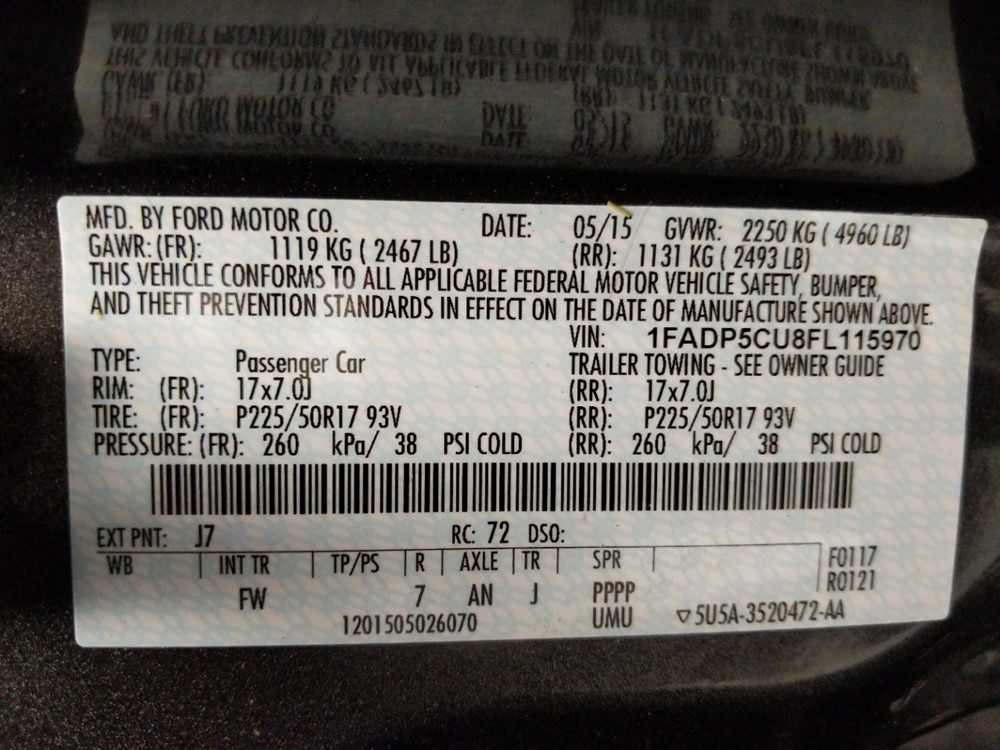 MFD. BY FORD MOTOR CO. DATE: 05/15 GVWR: 2250 KG ( 4960 LB)
GAWR: (FR): 1119 KG ( 2467 LB) (RR): 1131 KG ( 2493 LB)
THIS VEHICLE CONFORMS TO ALL APPLICABLE FEDERAL MOTOR VEHICLE SAFETY, BUMPER,
AND THEFT PREVENTION STANDARDS IN EFFECT ON THE DATE OF MANUFACTURE SHOWN ABOVE.
VIN: 1FADP5CU8FL115970
TYPE: Passenger Car TRAILER TOWING - SEE OWNER GUIDE
RIM: (FR): 17x7.0J (RR): 17x7.0J
TIRE: (FR): P225/50R17 93V (RR): P225/50R17 93V
PRESSURE: (FR): 260 kPa/ 38 PSI COLD (RR): 260 kPa/ 38 PSI COLD
EXT PNT: J7 RC: 72 DSO:
WB INT TR TP/PS R AXLE TR SPR F0117
R0121
FW 7 AN J PPPP
1201505026070 UMU ▽5U5A-3520472-AA